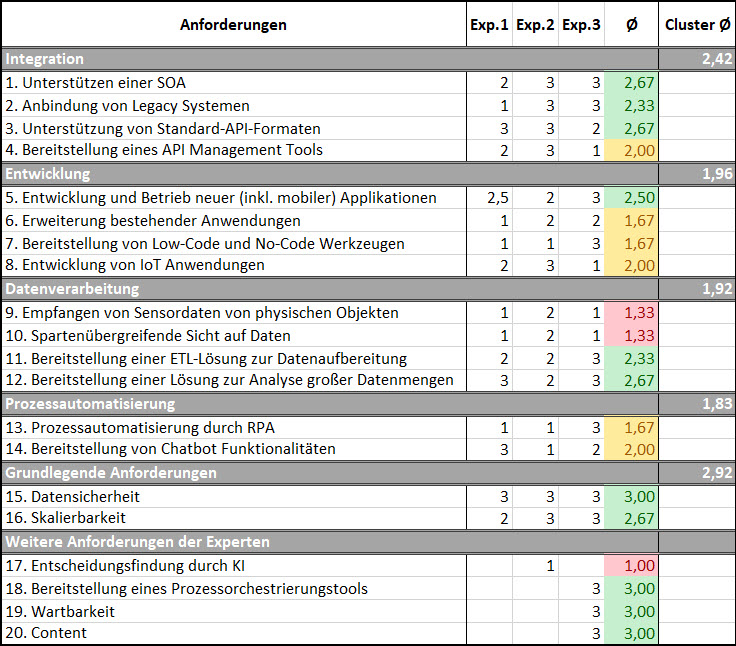 Anforderungen Exp.1 Exp.2 Exp.3 Ø Cluster Ø
Integration 2,42
1. Unterstützen einer SOA 2 3 3 2,67
2. Anbindung von Legacy Systemen 1 3 3 2,33
3. Unterstützung von Standard-API-Formaten 3 3 2 2,67
4. Bereitstellung eines API Management Tools 2 3 1 2,00
Entwicklung 1,96
5. Entwicklung und Betrieb neuer (inkl. mobiler) Applikationen 2,5 2 3 2,50
6. Erweiterung bestehender Anwendungen 1 2 2 1,67
7. Bereitstellung von Low-Code und No-Code Werkzeugen 1 1 3 1,67
8. Entwicklung von IoT Anwendungen 2 3 1 2,00
Datenverarbeitung 1,92
9. Empfangen von Sensordaten von physischen Objekten 1 2 1 1,33
10. Spartenübergreifende Sicht auf Daten 1 2 1 1,33
11. Bereitstellung einer ETL-Lösung zur Datenaufbereitung 2 2 3 2,33
12. Bereitstellung einer Lösung zur Analyse großer Datenmengen 3 2 3 2,67
Prozessautomatisierung 1,83
13. Prozessautomatisierung durch RPA 1 1 3 1,67
14. Bereitstellung von Chatbot Funktionalitäten 3 1 2 2,00
Grundlegende Anforderungen 2,92
15. Datensicherheit 3 3 3 3,00
16. Skalierbarkeit 2 3 3 2,67
Weitere Anforderungen der Experten
17. Entscheidungsfindung durch KI 1 1,00
18. Bereitstellung eines Prozessorchestrierungstools 3 3,00
19. Wartbarkeit 3 3,00
20. Content 3 3,00